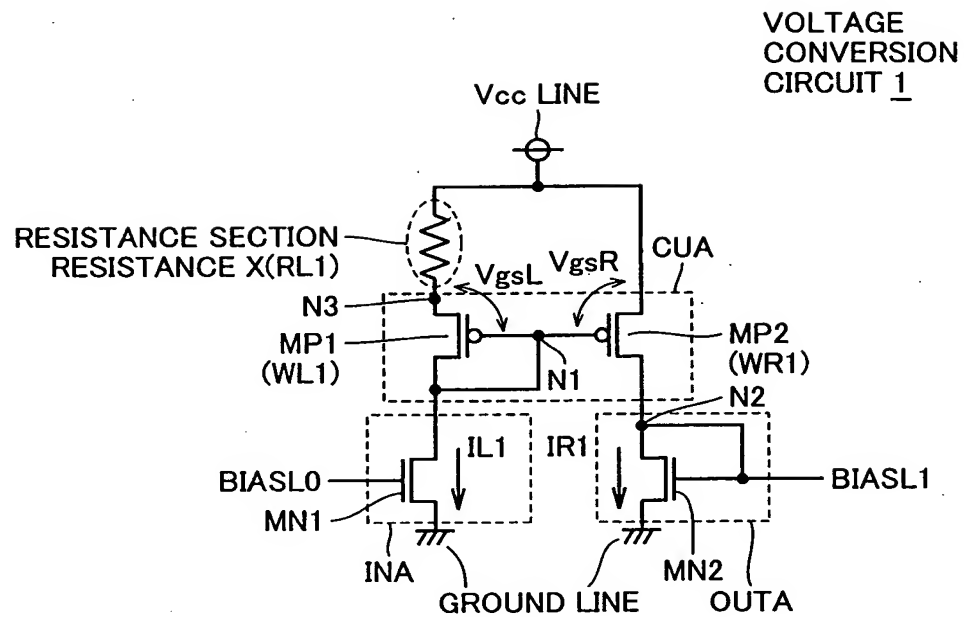 VOLTAGE
CONVERSION
CIRCUIT 1
Vcc LINE
RESISTANCE SECTION
RESISTANCE X(RL1)
CUA
VgsL
VgsR
N3
MP1
(WL1)
N1
MP2
(WR1)
N2
IL1
IR1
BIASL0
BIASL1
MN1
MN2
INA
GROUND LINE
OUTA